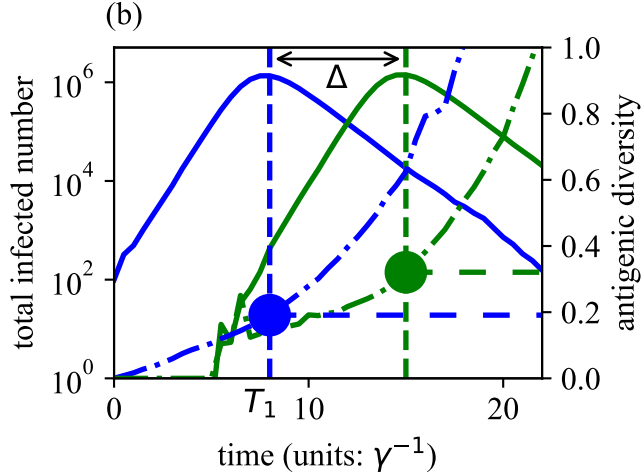 (b)
Δ
total infected number
10^6
10^4
10^2
10^0
1.0
0.8
0.6
0.4
0.2
0.0
antigenic diversity
0
T_1
10
20
time (units: γ^{-1})